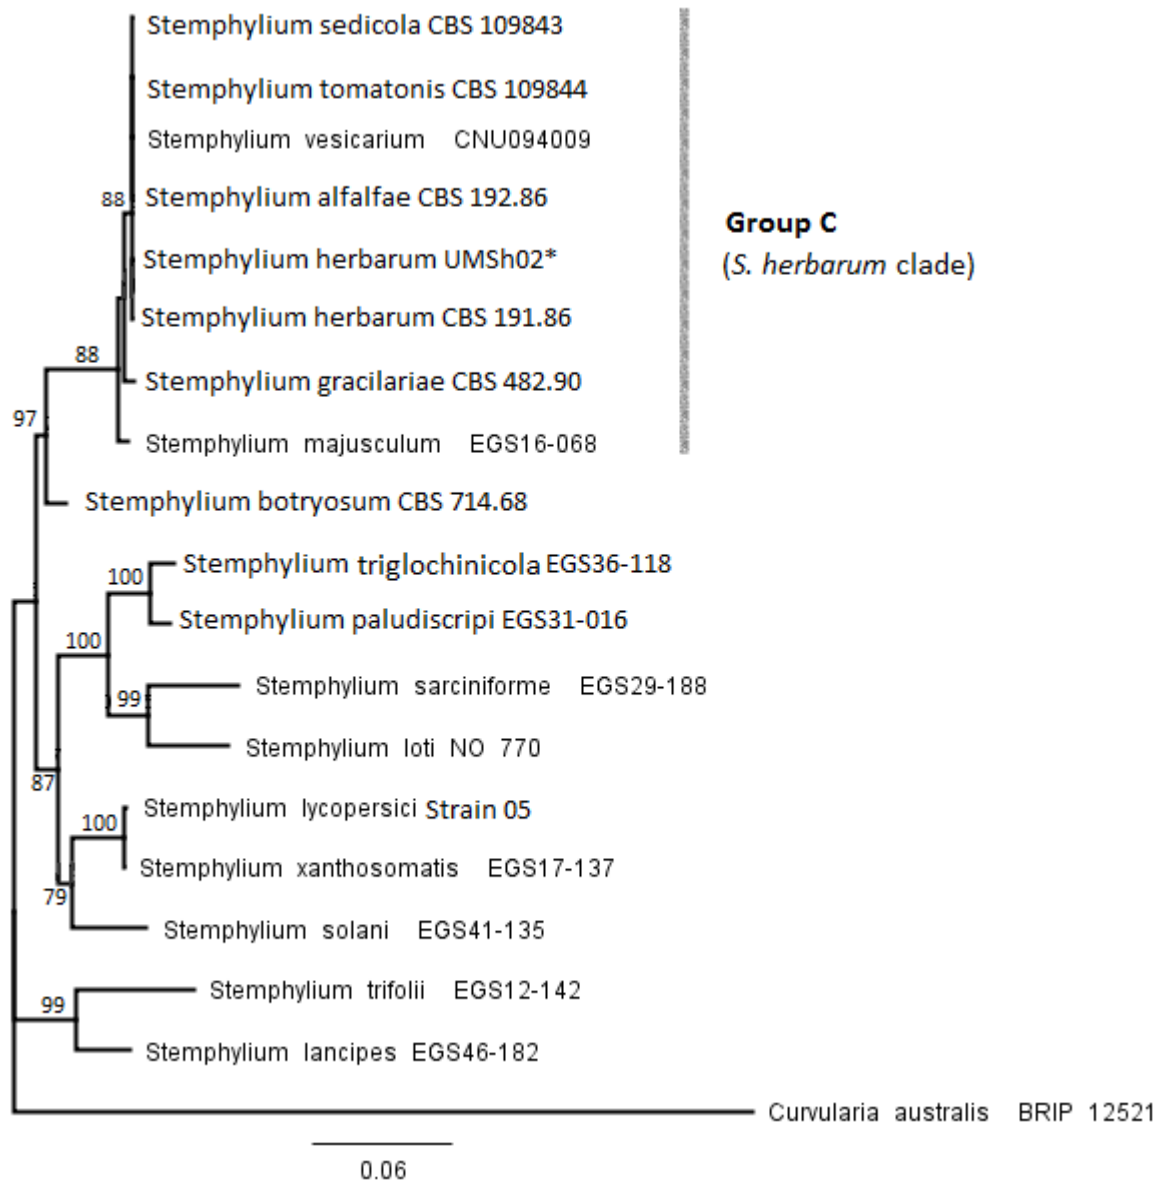 Stemphylium sedicola CBS 109843
Stemphylium tomatonis CBS 109844
Stemphylium vesicarium CNU094009
88
Stemphylium alfalfae CBS 192.86
Group C
Stemphylium herbarum UMSh02*
(S. herbarum clade)
Stemphylium herbarum CBS 191.86
88
Stemphylium gracilariae CBS 482.90
97
Stemphylium majusculum EGS16-068
Stemphylium botryosum CBS 714.68
100
Stemphylium triglochinicola EGS36-118
Stemphylium paludiscripi EGS31-016
100
Stemphylium sarciniforme EGS29-188
99
Stemphylium loti NO 770
87
Stemphylium lycopersici Strain 05
100
Stemphylium xanthosomatis EGS17-137
79
Stemphylium solani EGS41-135
Stemphylium trifolii EGS12-142
99
Stemphylium lancipes EGS46-182
Curvularia australis BRIP 12521
0.06